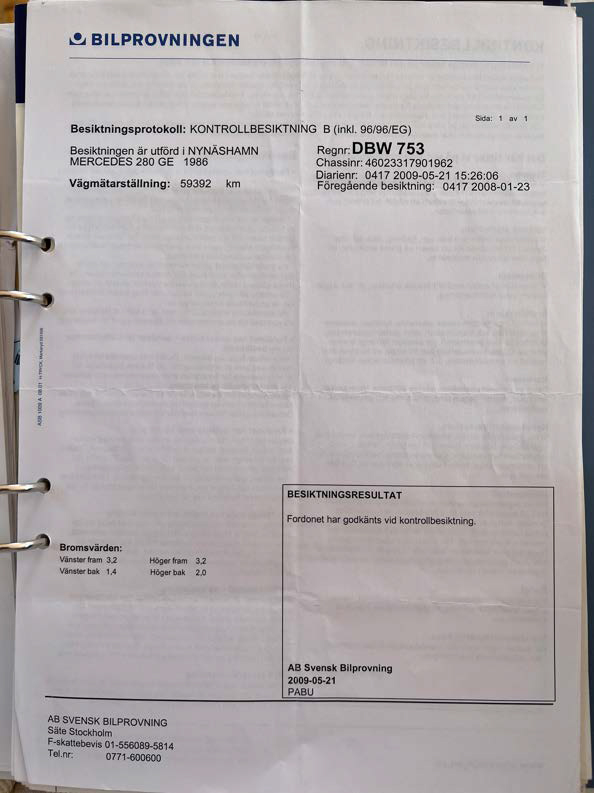 BILPROVNINGEN
Sida: 1 av 1
Besiktningsprotokoll: KONTROLLBESIKTNING B (inkl. 96/96/EG)
Besiktningen är utförd i NYNÄSHAMN
MERCEDES 280 GE 1986
Vägmätarställning: 59392 km
Regnr: DBW 753
Chassinr: 46023317901962
Diarienr: 0417 2009-05-21 15:26:06
Föregående besiktning: 0417 2008-01-23
BESIKTNINGSRESULTAT
Fordonet har godkänts vid kontrollbesiktning.
Bromsvärden:
Vänster fram 3,2 Höger fram 3,2
Vänster bak 1,4 Höger bak 2,0
AB Svensk Bilprovning
2009-05-21
PABU
AB SVENSK BILPROVNING
Säte Stockholm
F-skattebevis 01-556089-5814
Tel.nr: 0771-600600